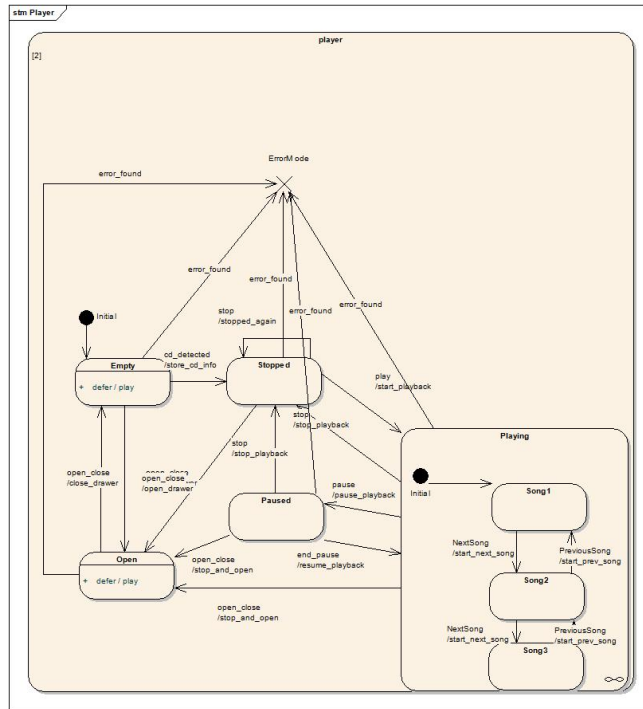 stm Player
player
[2]
ErrorMode
error_found
error_found
error_found
error_found
error_found
Initial
stop
/stopped_again
cd_detected
/store_cd_info
Empty
+ defer / play
Stopped
play
/start_playback
stop
/stop_playback
stop
/stop_playback
Playing
open_close
/close_drawer
open_close
/open_drawer
pause
/pause_playback
Initial
Song1
Paused
NextSong
/start_next_song
PreviousSong
/start_prev_song
Open
+ defer / play
open_close
/stop_and_open
end_pause
/resume_playback
Song2
open_close
/stop_and_open
NextSong
/start_next_song
PreviousSong
/start_prev_song
Song3